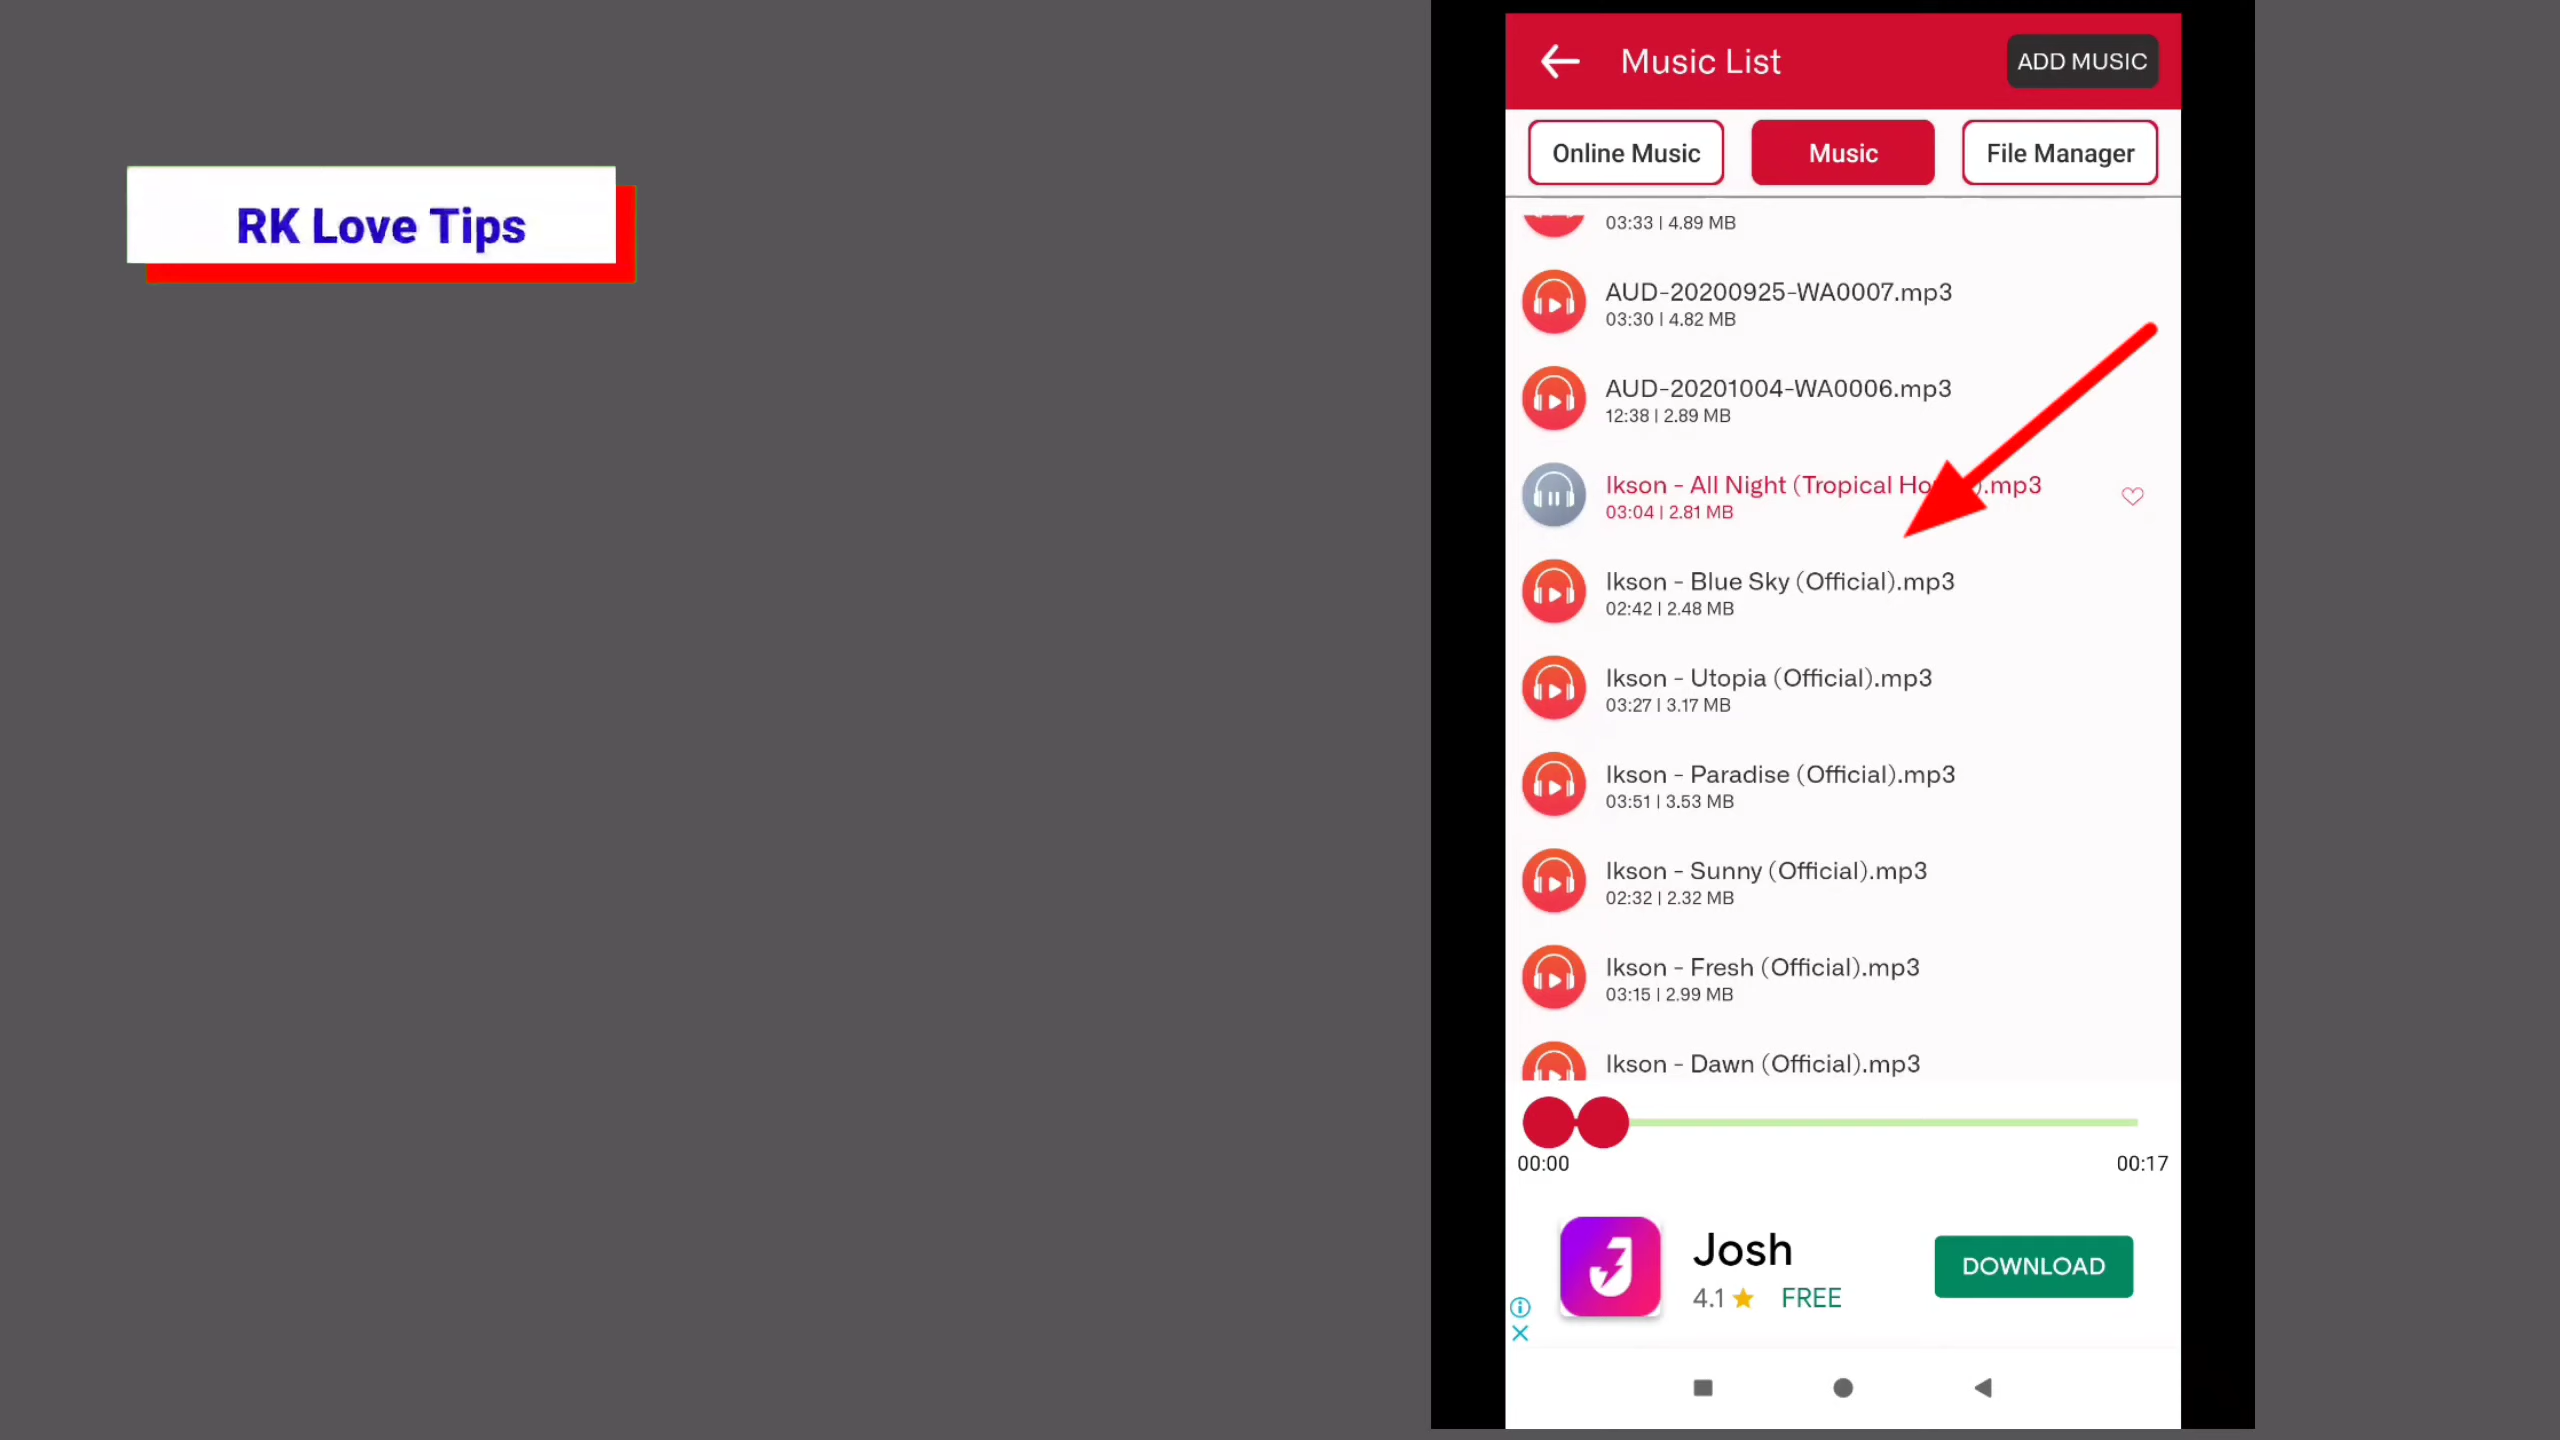 RK Love Tips
Music List
ADD MUSIC
Online Music
Music
File Manager
03:33 | 4.89 MB
AUD-20200925-WA0007.mp3
03:30 | 4.82 MB
AUD-20201004-WA0006.mp3
12:38 | 2.89 MB
Ikson - All Night (Tropical ).mp3
03:04 | 2.81 MB
Ikson - Blue Sky (Official).mp3
02:42 | 2.48 MB
Ikson - Utopia (Official).mp3
03:27 | 3.17 MB
Ikson - Paradise (Official).mp3
03:51 | 3.53 MB
Ikson - Sunny (Official).mp3
02:32 | 2.32 MB
Ikson - Fresh (Official).mp3
03:15 | 2.99 MB
Ikson - Dawn (Official).mp3
00:00
00:17
Josh
4.1
FREE
DOWNLOAD